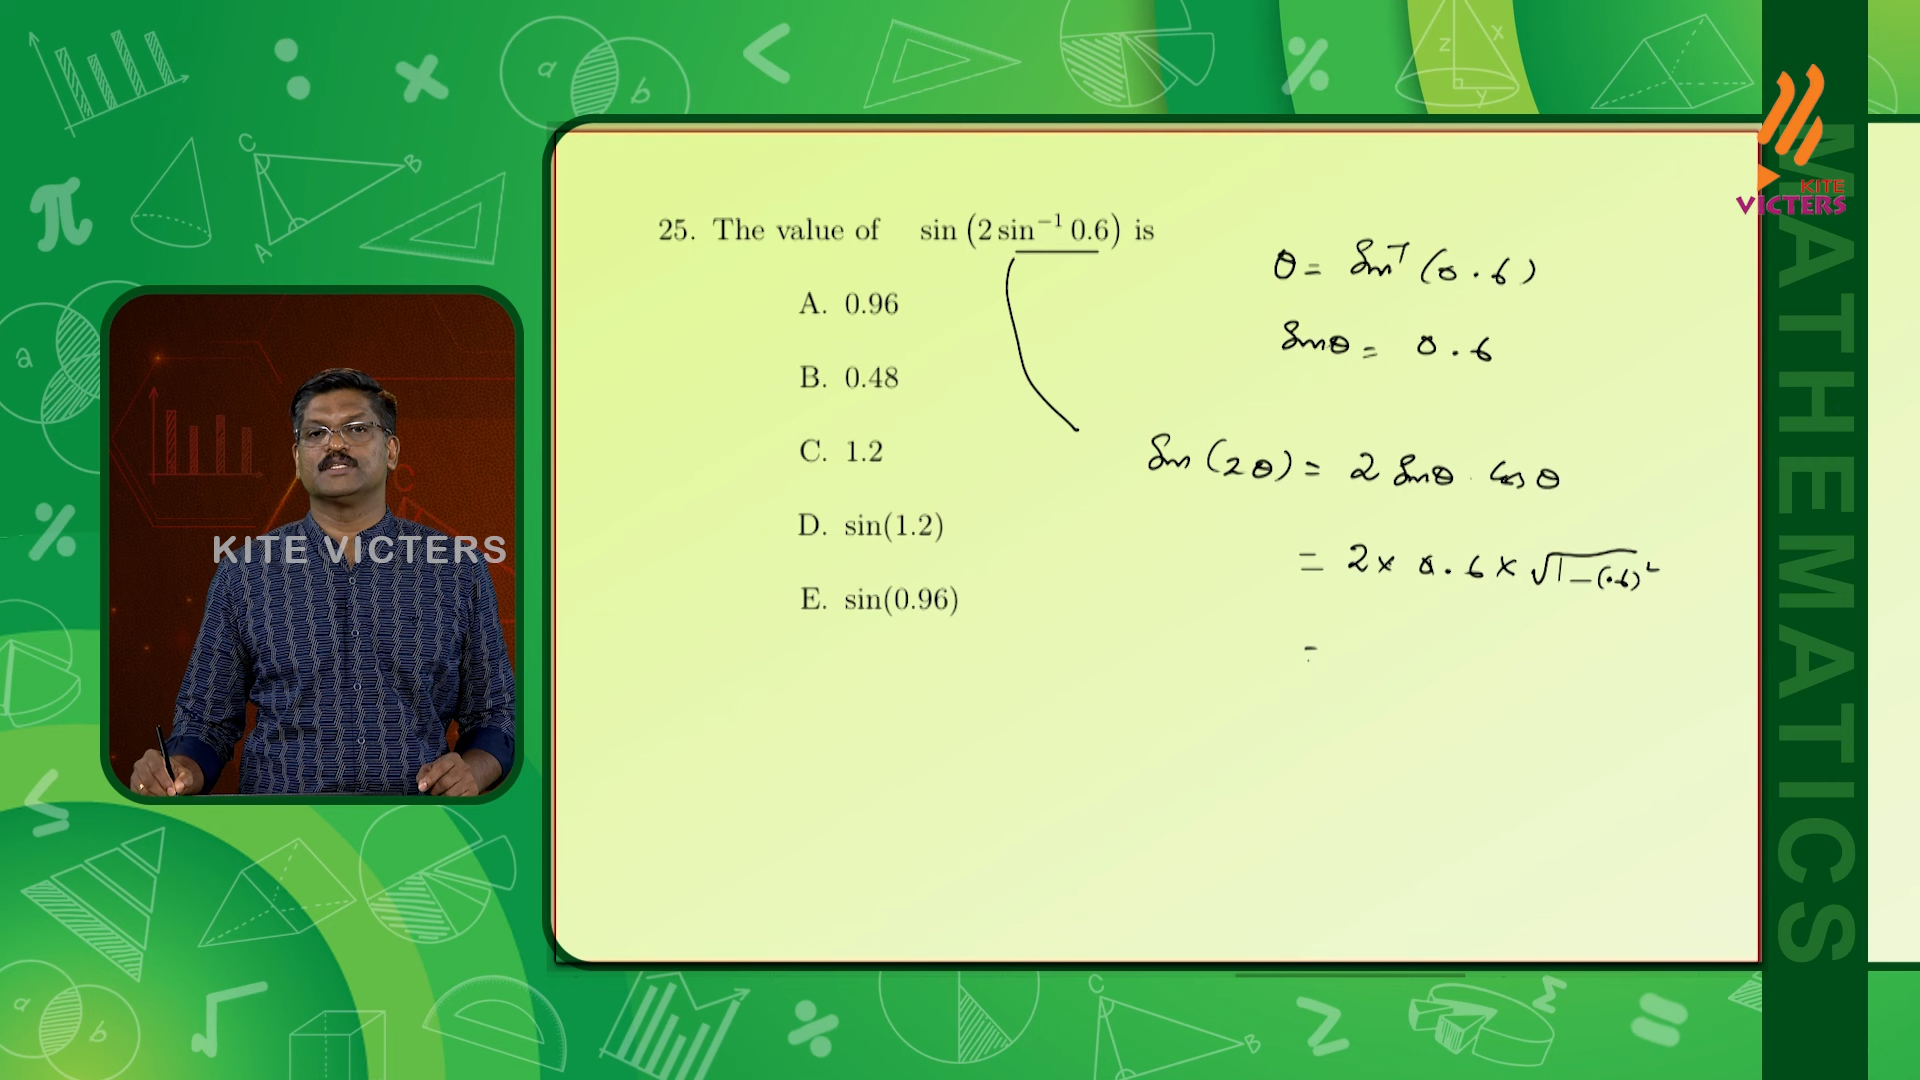 25. The value of sin (2 sin⁻¹ 0.6) is
A. 0.96
B. 0.48
C. 1.2
D. sin(1.2)
E. sin(0.96)
θ = Sin⁻¹ (0.6)
Sinθ = 0.6
Sin (2θ) = 2 Sinθ . Cos θ
= 2 × 0.6 × √1 - (.6)²
=
KITE VICTERS
KITE
VICTERS
MATHEMATICS
a
b
C
B
A
π
a
z
x
y
a
b
C
B
Σ
Σ